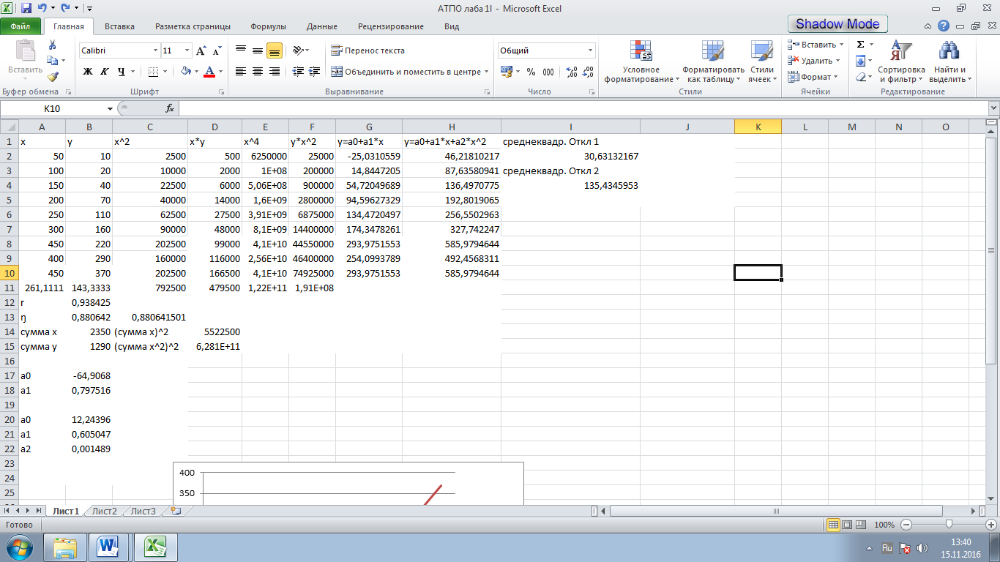 АТПО лаба 1I - Microsoft Excel
Файл Главная Вставка Разметка страницы Формулы Данные Рецензирование Вид
Shadow Mode
Вставить
Буфер обмена
Calibri 11
Ж К Ч
Шрифт
Перенос текста
Объединить и поместить в центре
Выравнивание
Общий
% 000
Число
Условное форматирование
Форматировать как таблицу
Стили ячеек
Стили
Вставить
Удалить
Формат
Ячейки
Σ
Сортировка и фильтр
Найти и выделить
Редактирование
K10 fx
A B C D E F G H I J K L M N O
1 x y x^2 x*y x^4 y*x^2 y=a0+a1*x y=a0+a1*x+a2*x^2 среднеквадр. Откл 1
2 50 10 2500 500 6250000 25000 -25,0310559 46,21810217 30,63132167
3 100 20 10000 2000 1E+08 200000 14,8447205 87,63580941 среднеквадр. Откл 2
4 150 40 22500 6000 5,06E+08 900000 54,72049689 136,4970775 135,4345953
5 200 70 40000 14000 1,6E+09 2800000 94,59627329 192,8019065
6 250 110 62500 27500 3,91E+09 6875000 134,4720497 256,5502963
7 300 160 90000 48000 8,1E+09 14400000 174,3478261 327,742247
8 450 220 202500 99000 4,1E+10 44550000 293,9751553 585,9794644
9 400 290 160000 116000 2,56E+10 46400000 254,0993789 492,4568311
10 450 370 202500 166500 4,1E+10 74925000 293,9751553 585,9794644
11 261,1111 143,3333 792500 479500 1,22E+11 1,91E+08
12 r 0,938425
13 ŋ 0,880642 0,880641501
14 сумма x 2350 (сумма x)^2 5522500
15 сумма y 1290 (сумма x^2)^2 6,281E+11
16
17 a0 -64,9068
18 a1 0,797516
19
20 a0 12,24396
21 a1 0,605047
22 a2 0,001489
23
24
25
400
350
Лист1 Лист2 Лист3
Готово
100%
Ru
13:40
15.11.2016